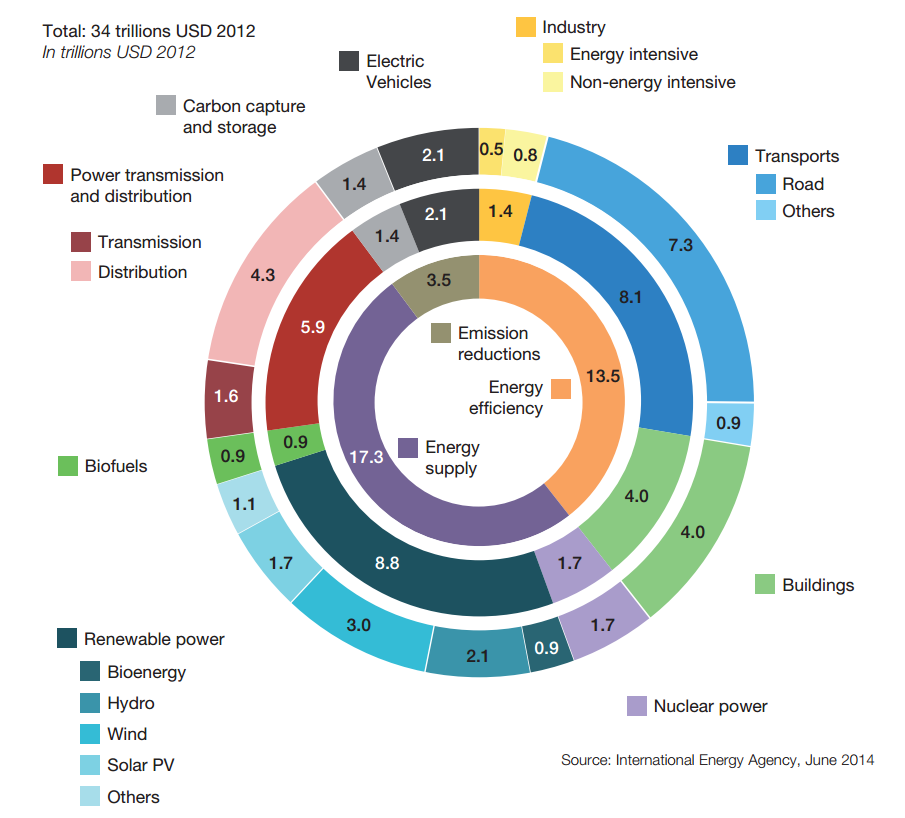 Total: 34 trillions USD 2012
In trillions USD 2012
Industry
Energy intensive
Non-energy intensive
Electric
Vehicles
Carbon capture
and storage
Power transmission
and distribution
Transmission
Distribution
Transports
Road
Others
2.1
0.5
0.8
1.4
7.3
4.3
2.1
1.4
1.4
8.1
5.9
3.5
Emission
reductions
Energy
efficiency
13.5
1.6
0.9
Biofuels
0.9
0.9
17.3
Energy
supply
1.1
4.0
4.0
1.7
8.8
1.7
Buildings
3.0
2.1
0.9
1.7
Renewable power
Bioenergy
Hydro
Wind
Solar PV
Others
Nuclear power
Source: International Energy Agency, June 2014